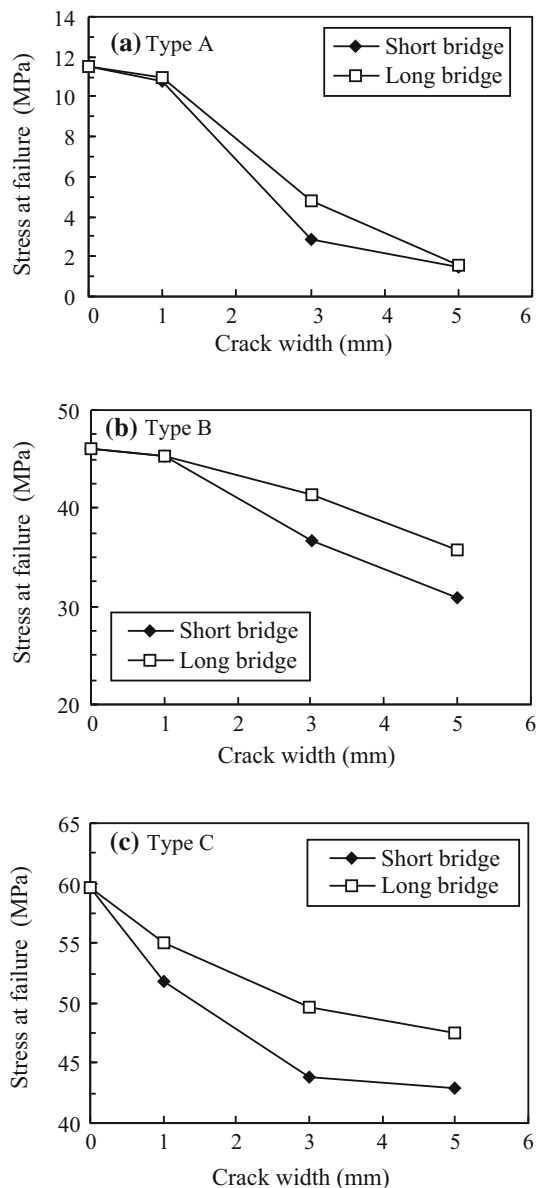 (a) Type A
Short bridge
Long bridge
Stress at failure (MPa)
14
12
10
8
6
4
2
0
0 1 2 3 4 5 6
Crack width (mm)
(b) Type B
Short bridge
Long bridge
Stress at failure (MPa)
50
40
30
20
0 1 2 3 4 5 6
Crack width (mm)
(c) Type C
Short bridge
Long bridge
Stress at failure (MPa)
65
60
55
50
45
40
0 1 2 3 4 5 6
Crack width (mm)